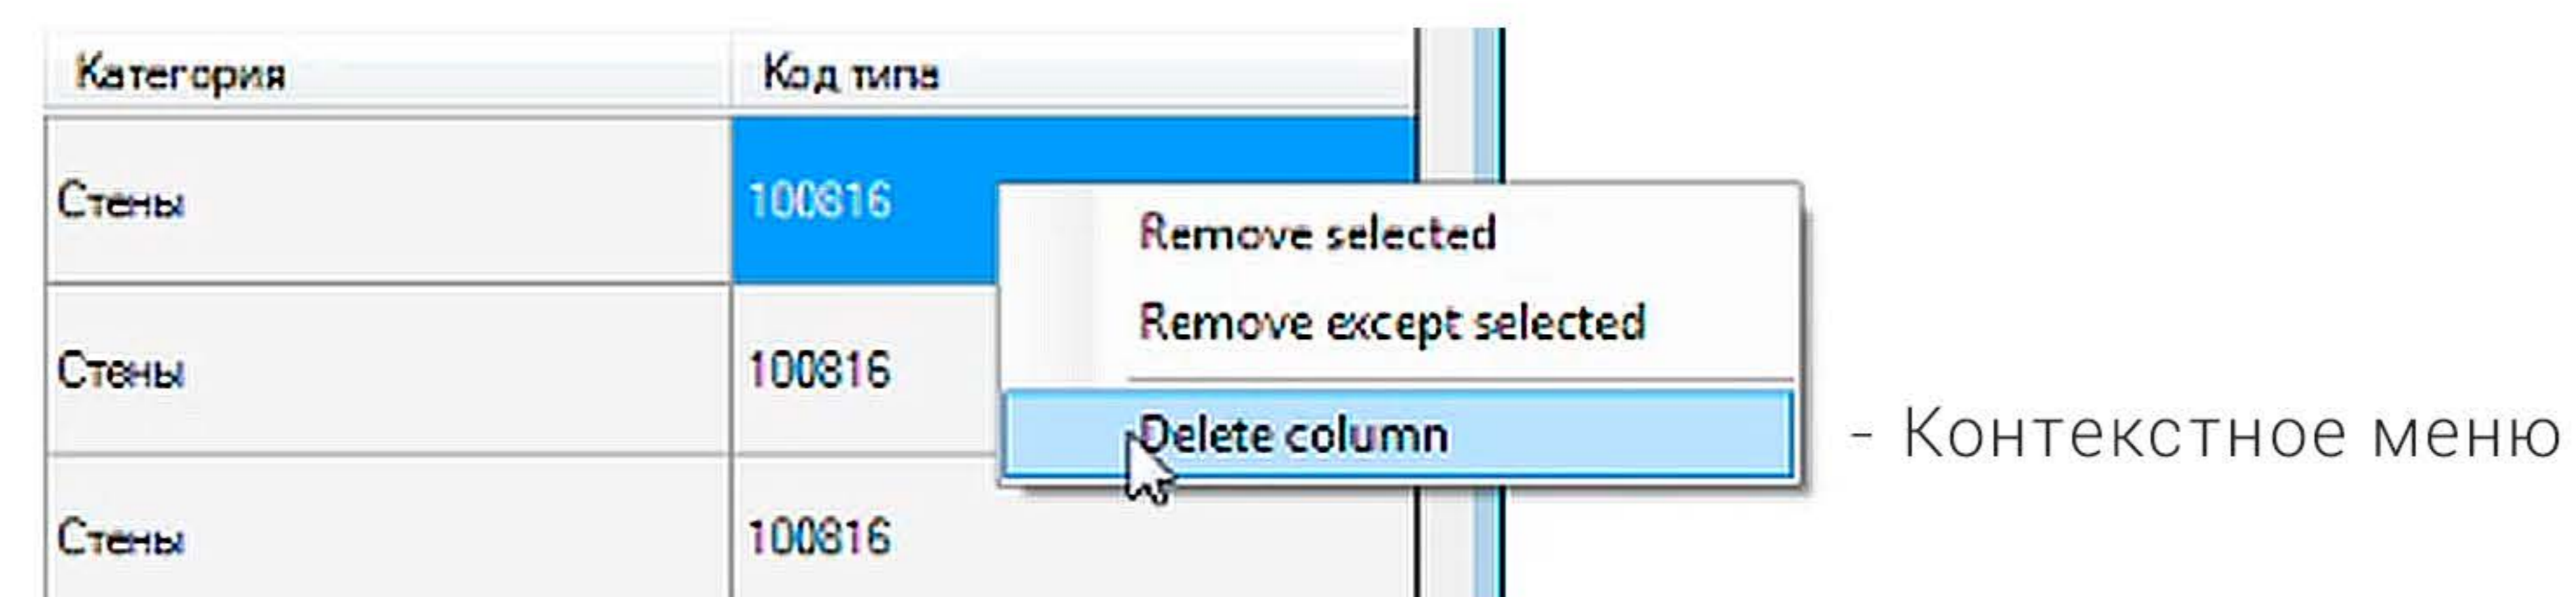 Категория Код типа
Стены 100816
Remove selected
Remove except selected
Стены 100816
Delete column
- Контекстное меню
Стены 100816